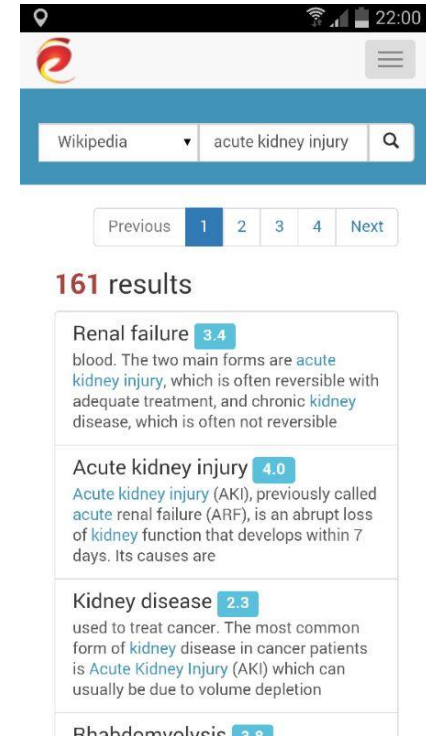 22:00
Wikipedia acute kidney injury
Previous 1 2 3 4 Next
161 results
Renal failure 3.4
blood. The two main forms are acute
kidney injury, which is often reversible with
adequate treatment, and chronic kidney
disease, which is often not reversible
Acute kidney injury 4.0
Acute kidney injury (AKI), previously called
acute renal failure (ARF), is an abrupt loss
of kidney function that develops within 7
days. Its causes are
Kidney disease 2.3
used to treat cancer. The most common
form of kidney disease in cancer patients
is Acute Kidney Injury (AKI) which can
usually be due to volume depletion
Rhabdomyolysis 3.8